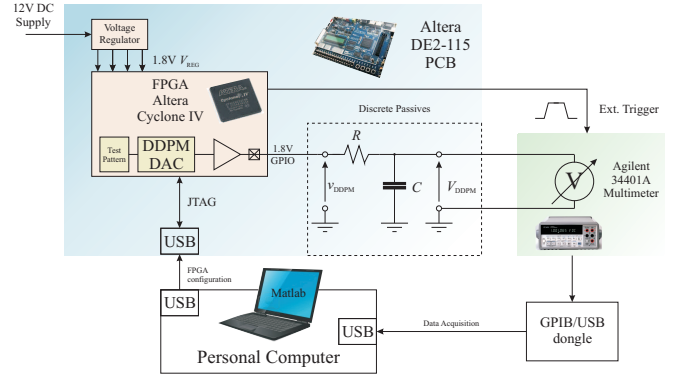 12V DC
Supply
Voltage
Regulator
1.8V V_REG
Altera
DE2-115
PCB
FPGA
Altera
Cyclone IV
Test
Pattern
DDPM
DAC
1.8V
GPIO
Discrete Passives
R
C
v_DDPM
V_DDPM
Ext. Trigger
V
Agilent
34401A
Multimeter
JTAG
USB
FPGA
configuration
USB
Matlab
Personal Computer
USB
Data Acquisition
GPIB/USB
dongle